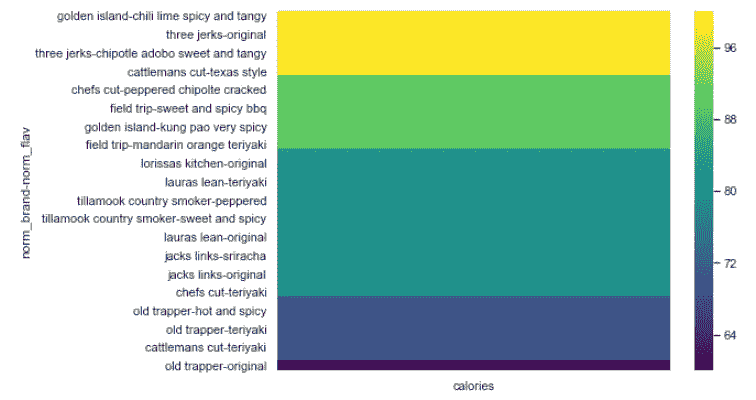 golden island-chili lime spicy and tangy
three jerks-original
three jerks-chipotle adobo sweet and tangy
cattlemans cut-texas style
chefs cut-peppered chipolte cracked
field trip-sweet and spicy bbq
golden island-kung pao very spicy
field trip-mandarin orange teriyaki
lorissas kitchen-original
lauras lean-teriyaki
tillamook country smoker-peppered
tillamook country smoker-sweet and spicy
lauras lean-original
jacks links-sriracha
jacks links-original
chefs cut-teriyaki
old trapper-hot and spicy
old trapper-teriyaki
cattlemans cut-teriyaki
old trapper-original
norm_brand-norm_flav
calories
96
88
80
72
64